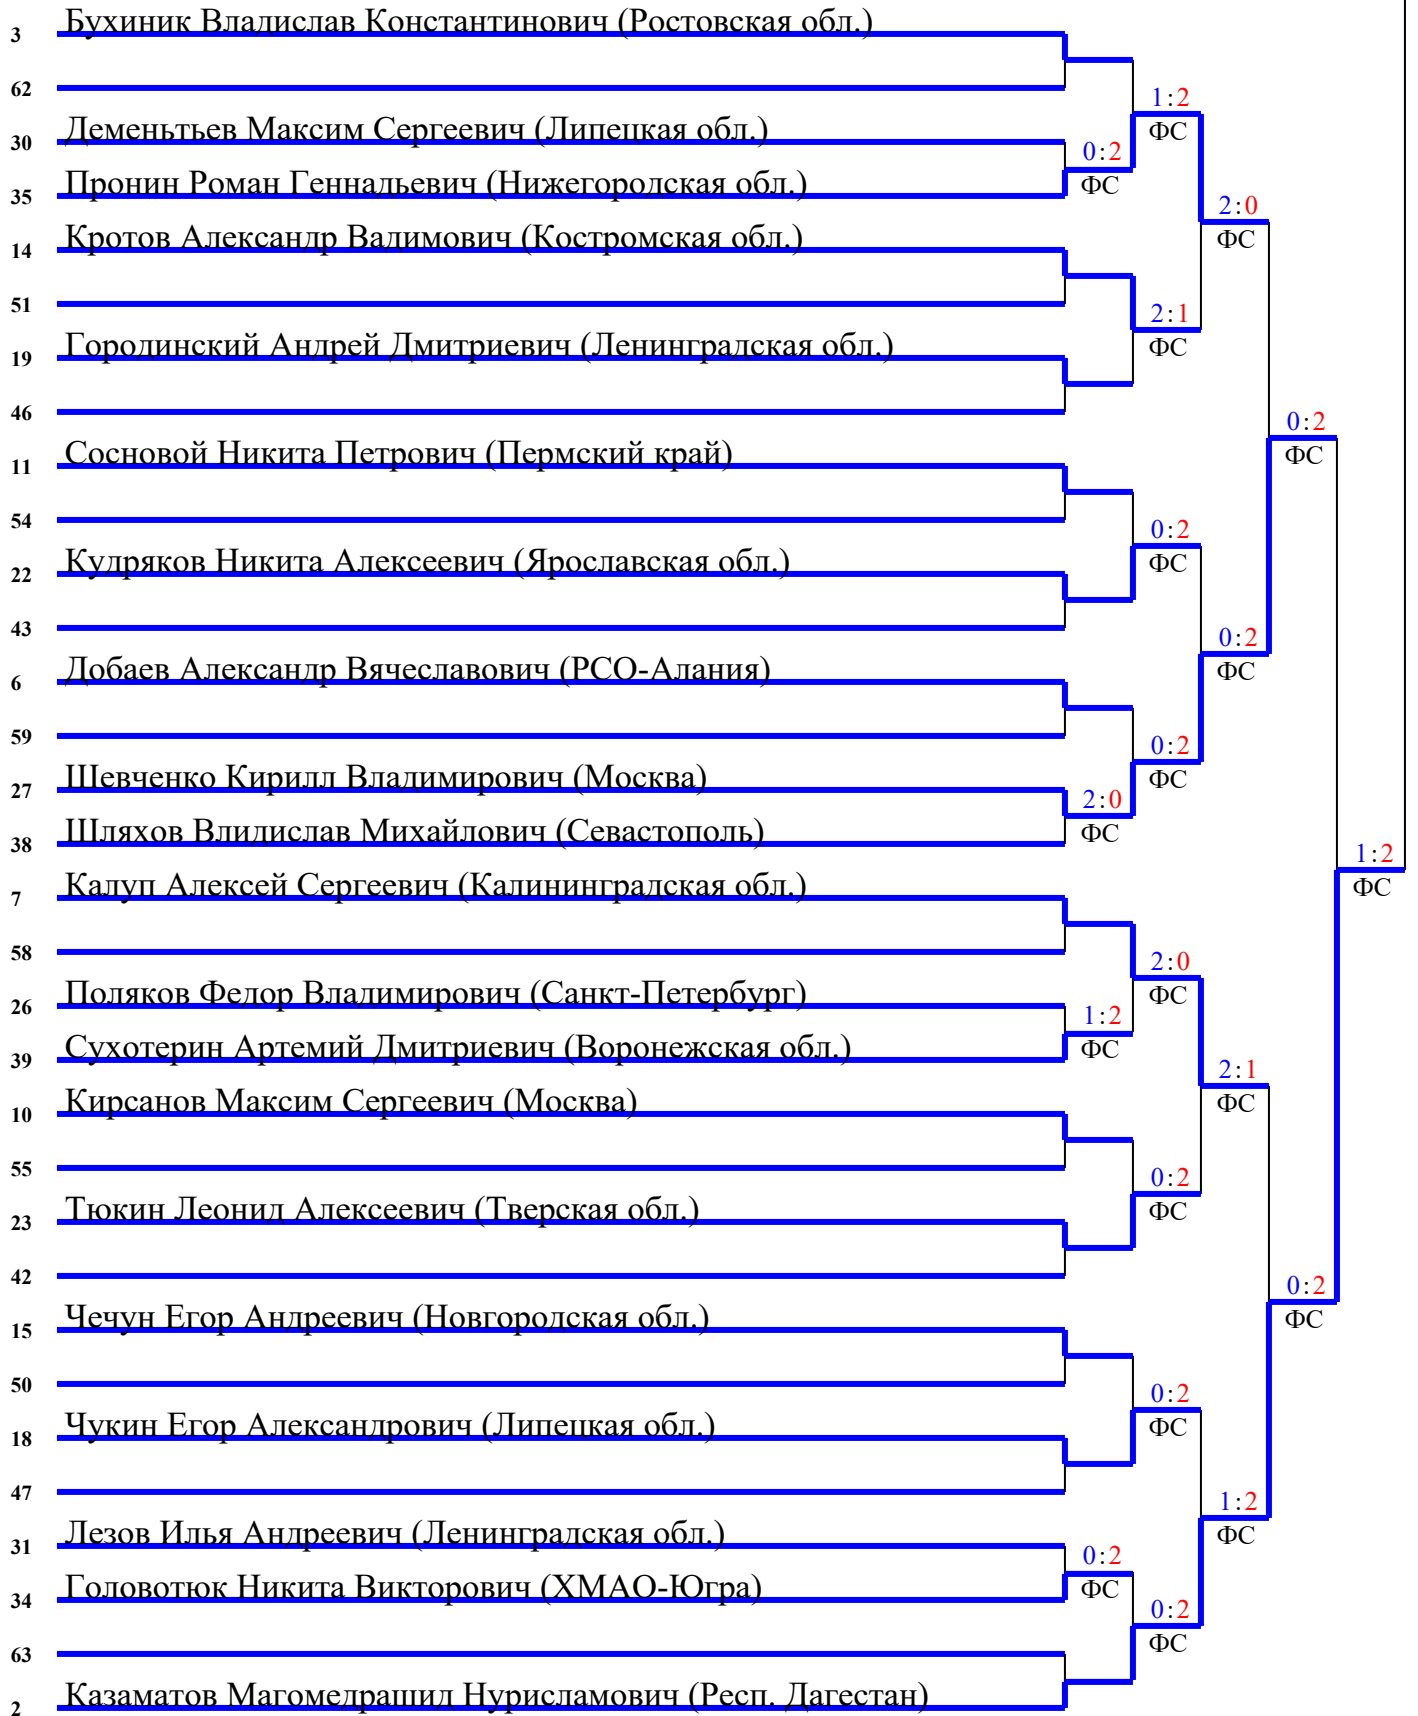 3 Бухиник Владислав Константинович (Ростовская обл.)
62
1:2
ФС
30 Деменьтьев Максим Сергеевич (Липецкая обл.)
0:2
ФС
35 Пронин Роман Геннадьевич (Нижегородская обл.)
2:0
ФС
14 Кротов Александр Вадимович (Костромская обл.)
51
2:1
ФС
19 Городинский Андрей Дмитриевич (Ленинградская обл.)
46
0:2
ФС
11 Сосновой Никита Петрович (Пермский край)
54
0:2
ФС
22 Кудряков Никита Алексеевич (Ярославская обл.)
43
0:2
ФС
6 Добаев Александр Вячеславович (РСО-Алания)
59
0:2
ФС
27 Шевченко Кирилл Владимирович (Москва)
2:0
ФС
38 Шляхов Влидислав Михайлович (Севастополь)
1:2
ФС
7 Калуп Алексей Сергеевич (Калининградская обл.)
58
2:0
ФС
26 Поляков Федор Владимирович (Санкт-Петербург)
1:2
ФС
39 Сухотерин Артемий Дмитриевич (Воронежская обл.)
2:1
ФС
10 Кирсанов Максим Сергеевич (Москва)
55
0:2
ФС
23 Тюкин Леонид Алексеевич (Тверская обл.)
42
0:2
ФС
15 Чечун Егор Андреевич (Новгородская обл.)
50
0:2
ФС
18 Чукин Егор Александрович (Липецкая обл.)
47
1:2
ФС
31 Лезов Илья Андреевич (Ленинградская обл.)
0:2
ФС
34 Головотюк Никита Викторович (ХМАО-Югра)
0:2
ФС
63
2 Казаматов Магомедрашид Нурисламович (Респ. Дагестан)